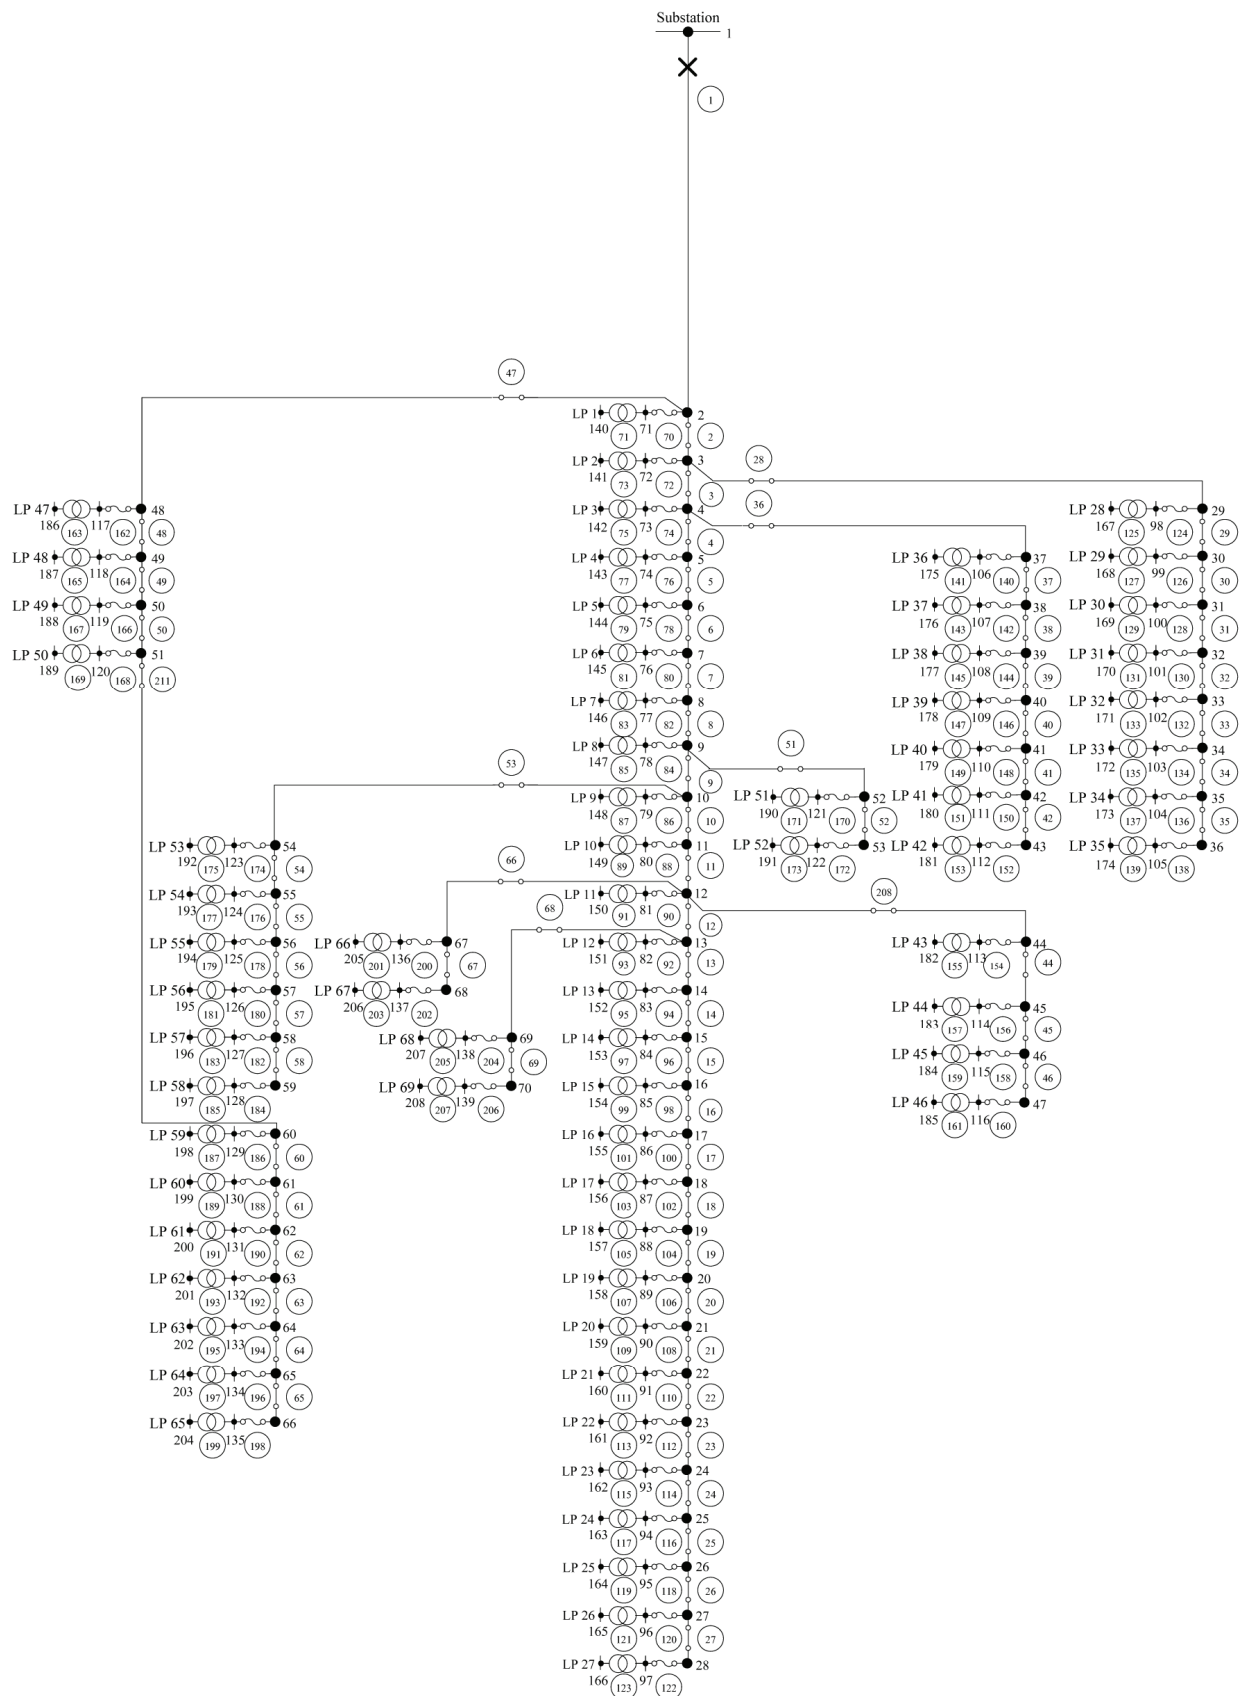 Substation
1
1
47
LP 1 2
140 71 71 70 2
LP 2 3
141 73 72 72 3
28
LP 3 4
142 75 73 74 4
36
LP 4 5
143 77 74 76 5
LP 5 6
144 79 75 78 6
LP 6 7
145 81 76 80 7
LP 7 8
146 83 77 82 8
LP 8 9
147 85 78 84 9
51
53
LP 9 10
148 87 79 86 10
LP 10 11
149 89 80 88 11
66
LP 11 12
150 91 81 90 12
68
208
LP 12 13
151 93 82 92 13
LP 13 14
152 95 83 94 14
LP 14 15
153 97 84 96 15
LP 15 16
154 99 85 98 16
LP 16 17
155 101 86 100 17
LP 17 18
156 103 87 102 18
LP 18 19
157 105 88 104 19
LP 19 20
158 107 89 106 20
LP 20 21
159 109 90 108 21
LP 21 22
160 111 91 110 22
LP 22 23
161 113 92 112 23
LP 23 24
162 115 93 114 24
LP 24 25
163 117 94 116 25
LP 25 26
164 119 95 118 26
LP 26 27
165 121 96 120 27
LP 27 28
166 123 97 122
LP 28 29
167 125 98 124 29
LP 29 30
168 127 99 126 30
LP 30 31
169 129 100 128 31
LP 31 32
170 131 101 130 32
LP 32 33
171 133 102 132 33
LP 33 34
172 135 103 134 34
LP 34 35
173 137 104 136 35
LP 35 36
174 139 105 138
LP 36 37
175 141 106 140 37
LP 37 38
176 143 107 142 38
LP 38 39
177 145 108 144 39
LP 39 40
178 147 109 146 40
LP 40 41
179 149 110 148 41
LP 41 42
180 151 111 150 42
LP 42 43
181 153 112 152
LP 43 44
182 155 113 154 44
LP 44 45
183 157 114 156 45
LP 45 46
184 159 115 158 46
LP 46 47
185 161 116 160
LP 47 48
186 163 117 162 48
LP 48 49
187 165 118 164 49
LP 49 50
188 167 119 166 50
LP 50 51
189 169 120 168 211
LP 51 52
190 171 121 170 52
LP 52 53
191 173 122 172
LP 53 54
192 175 123 174 54
LP 54 55
193 177 124 176 55
LP 55 56
194 179 125 178 56
LP 56 57
195 181 126 180 57
LP 57 58
196 183 127 182 58
LP 58 59
197 185 128 184
LP 59 60
198 187 129 186 60
LP 60 61
199 189 130 188 61
LP 61 62
200 191 131 190 62
LP 62 63
201 193 132 192 63
LP 63 64
202 195 133 194 64
LP 64 65
203 197 134 196 65
LP 65 66
204 199 135 198
LP 66 67
205 201 136 200 67
LP 67 68
206 203 137 202
LP 68 69
207 205 138 204 69
LP 69 70
208 207 139 206